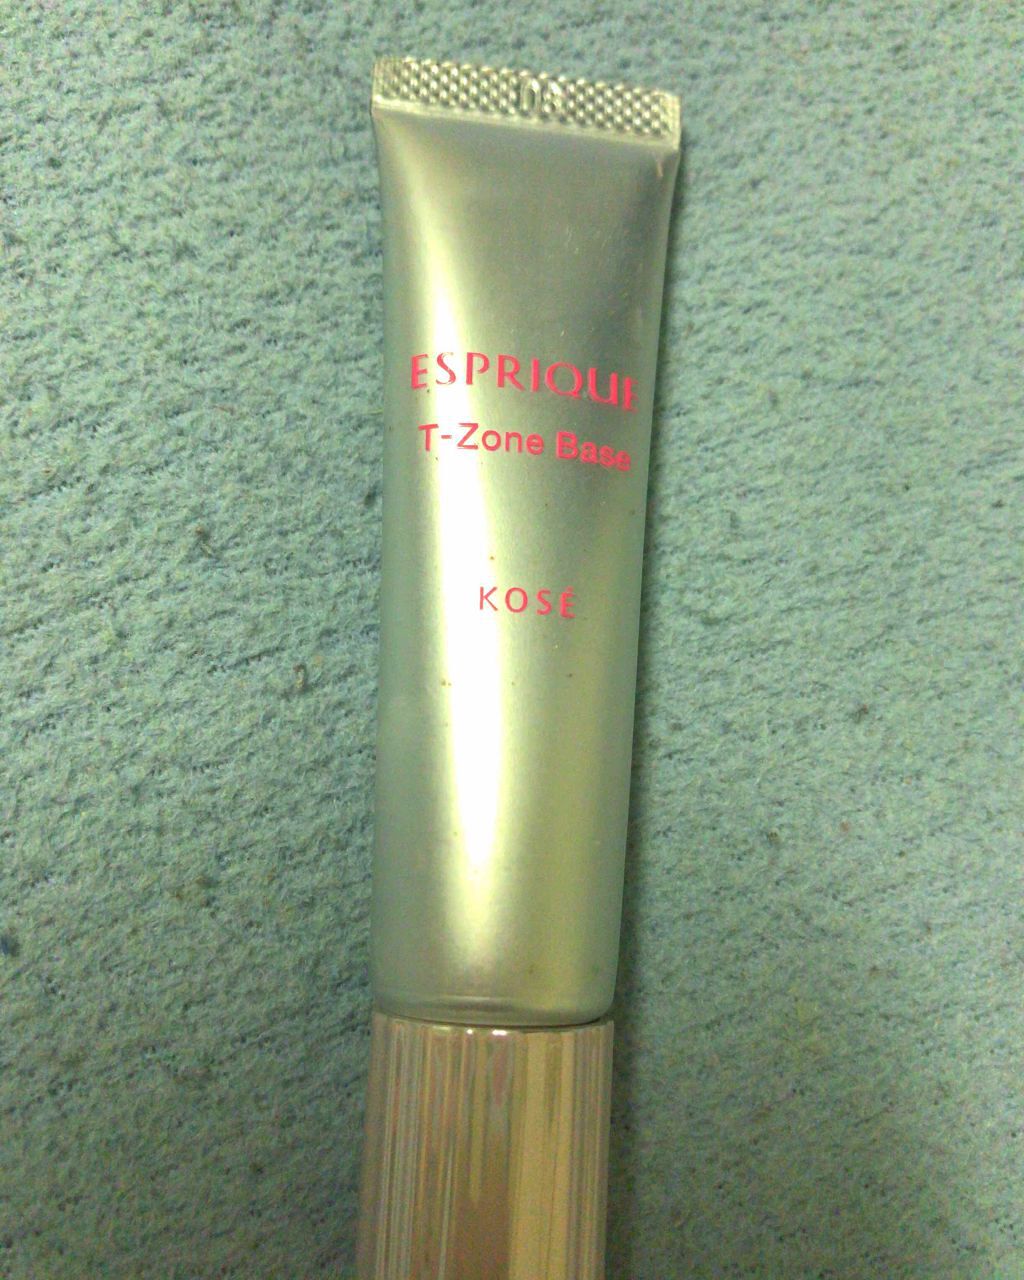 ESPRIQUE
T-Zone Base
KOSÉ